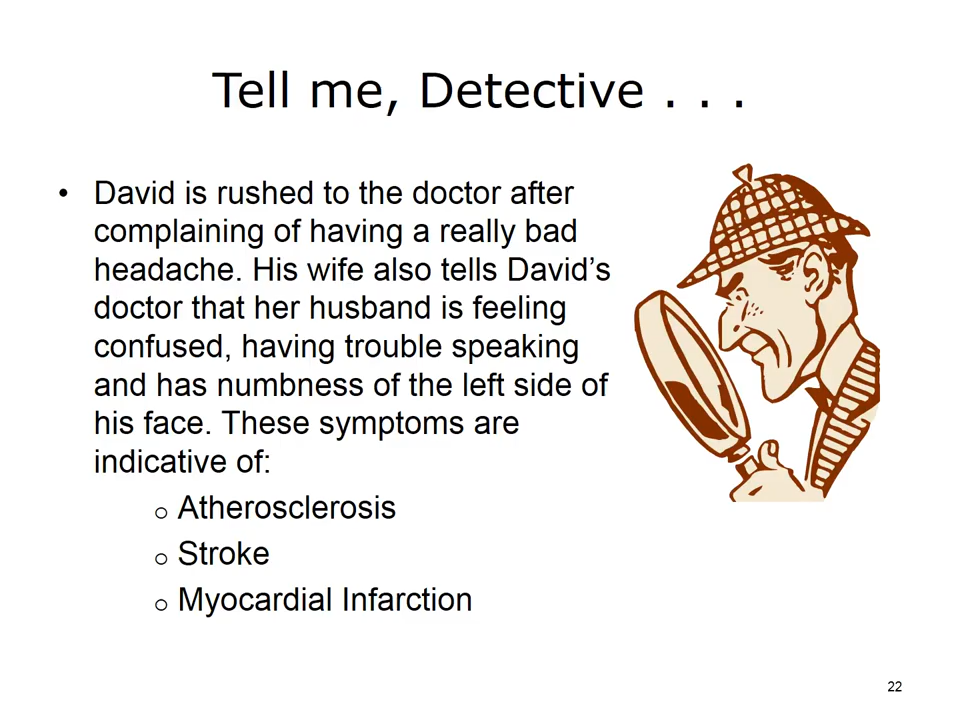 Tell me, Detective . . .
• David is rushed to the doctor after
complaining of having a really bad
headache. His wife also tells David’s
doctor that her husband is feeling
confused, having trouble speaking
and has numbness of the left side of
his face. These symptoms are
indicative of:
o Atherosclerosis
o Stroke
o Myocardial Infarction
22